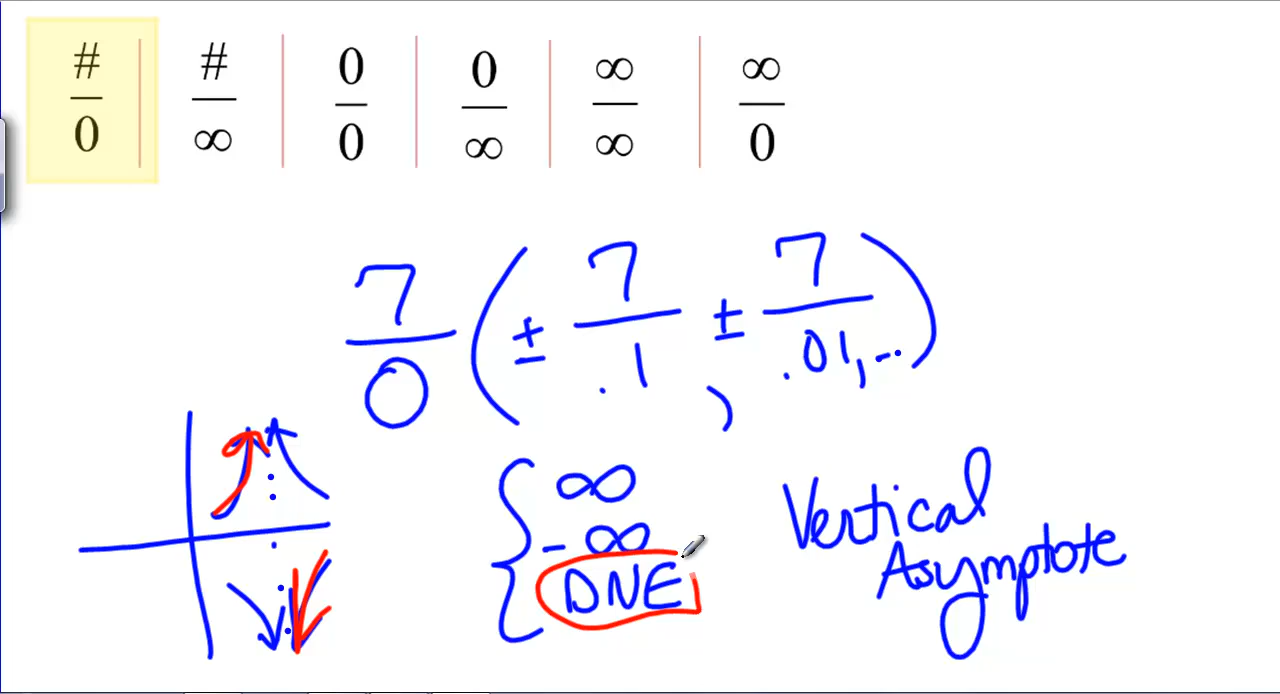 #/0 | #/∞ | 0/0 | 0/∞ | ∞/∞ | ∞/0
7/0 (± 7/.1 , ± 7/.01, ...)
∞
-∞
DNE
Vertical
Asymptote